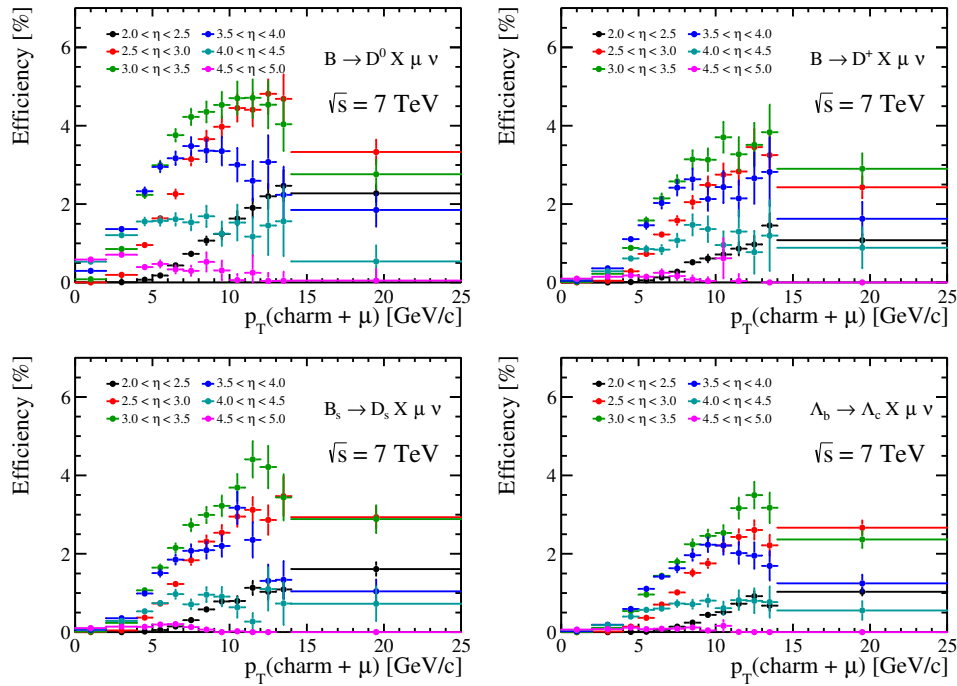 Efficiency [%]
6
4
2
0
2.0 < η < 2.5
2.5 < η < 3.0
3.0 < η < 3.5
3.5 < η < 4.0
4.0 < η < 4.5
4.5 < η < 5.0
B → D⁰ X μ ν
√s = 7 TeV
0 5 10 15 20 25
p_T(charm + μ) [GeV/c]
Efficiency [%]
6
4
2
0
2.0 < η < 2.5
2.5 < η < 3.0
3.0 < η < 3.5
3.5 < η < 4.0
4.0 < η < 4.5
4.5 < η < 5.0
B → D⁺ X μ ν
√s = 7 TeV
0 5 10 15 20 25
p_T(charm + μ) [GeV/c]
Efficiency [%]
6
4
2
0
2.0 < η < 2.5
2.5 < η < 3.0
3.0 < η < 3.5
3.5 < η < 4.0
4.0 < η < 4.5
4.5 < η < 5.0
B_s → D_s X μ ν
√s = 7 TeV
0 5 10 15 20 25
p_T(charm + μ) [GeV/c]
Efficiency [%]
6
4
2
0
2.0 < η < 2.5
2.5 < η < 3.0
3.0 < η < 3.5
3.5 < η < 4.0
4.0 < η < 4.5
4.5 < η < 5.0
Λ_b → Λ_c X μ ν
√s = 7 TeV
0 5 10 15 20 25
p_T(charm + μ) [GeV/c]